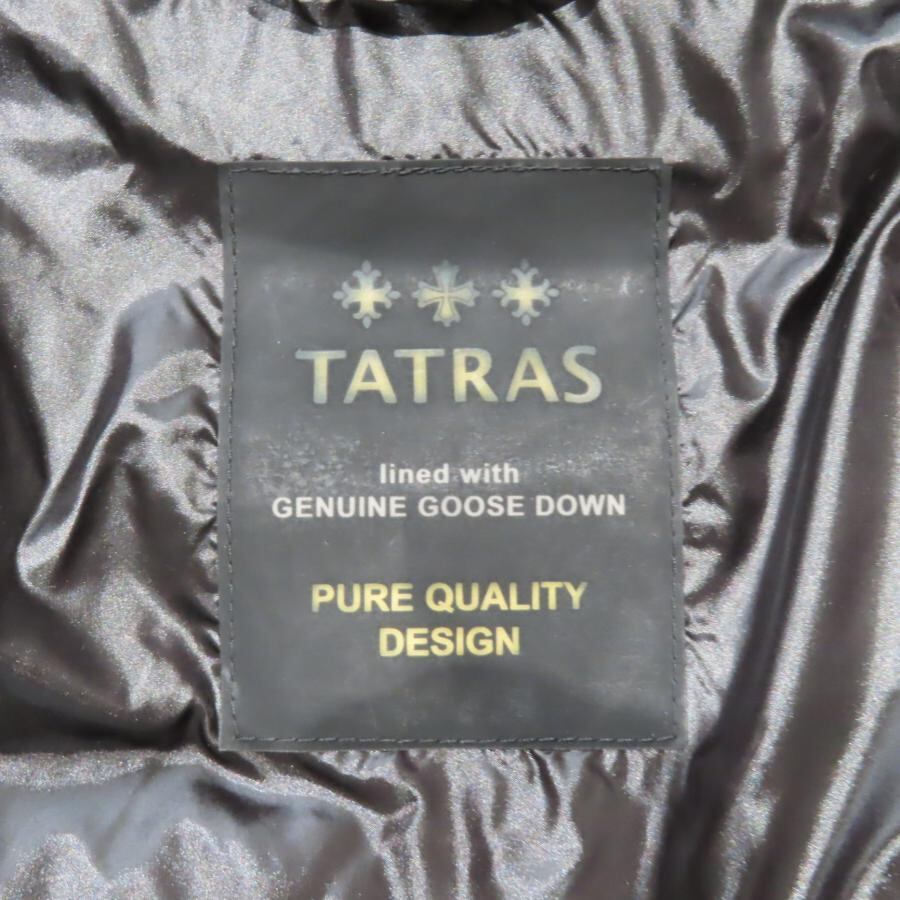 TATRAS
lined with
GENUINE GOOSE DOWN
PURE QUALITY
DESIGN